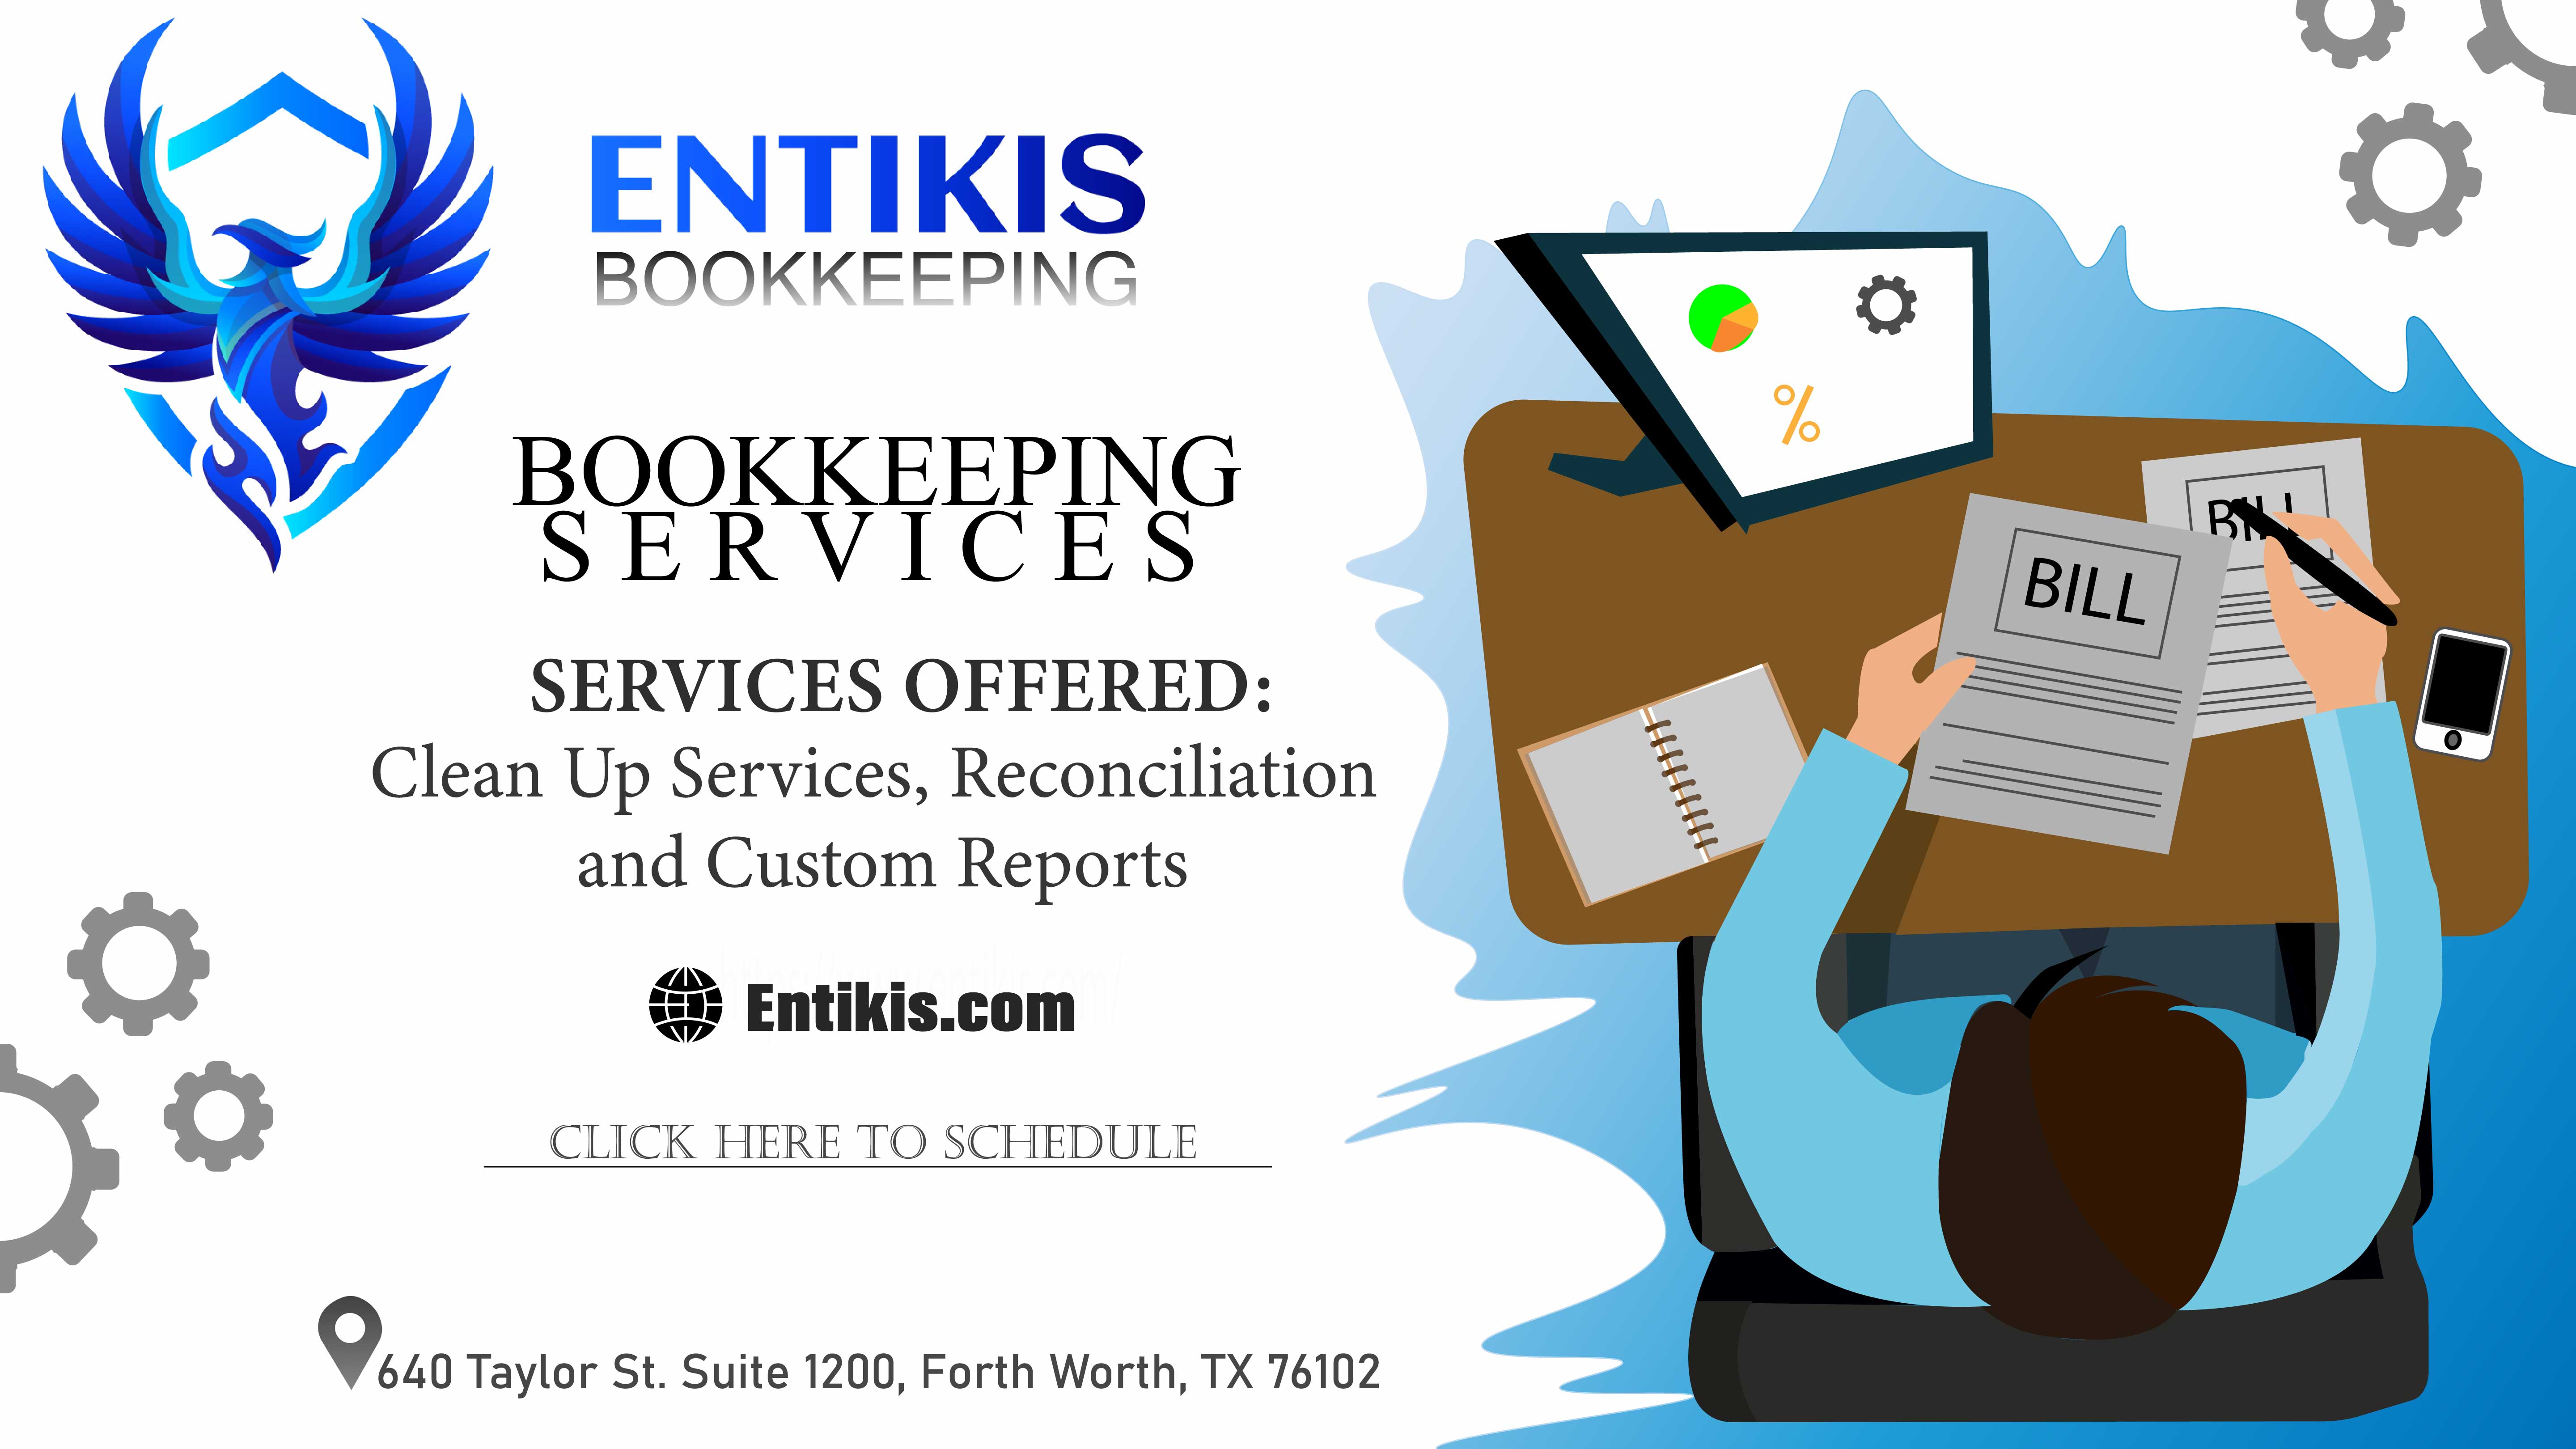 ENTIKIS
BOOKKEEPING
BOOKKEEPING
SERVICES
SERVICES OFFERED:
Clean Up Services, Reconciliation
and Custom Reports
Entikis.com
CLICK HERE TO SCHEDULE
640 Taylor St. Suite 1200, Forth Worth, TX 76102
%
BILL
BILL